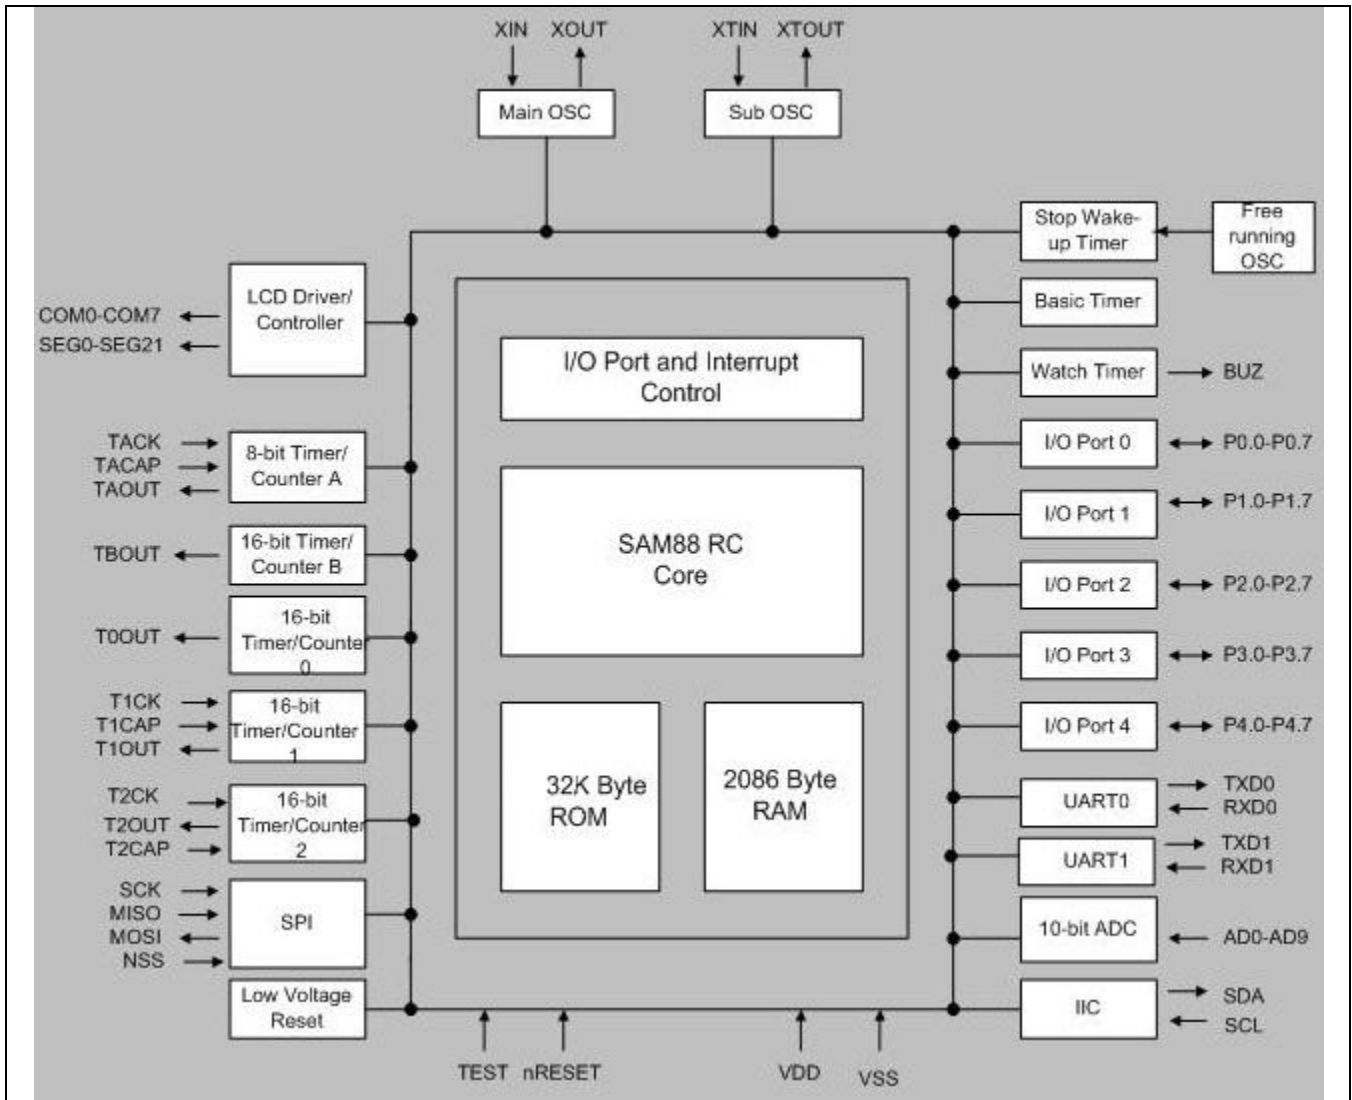 XIN XOUT
XTIN XTOUT
Main OSC
Sub OSC
Stop Wake-
up Timer
Free
running
OSC
LCD Driver/
Controller
COM0-COM7
SEG0-SEG21
Basic Timer
I/O Port and Interrupt
Control
Watch Timer
BUZ
TACK
TACAP
TAOUT
8-bit Timer/
Counter A
I/O Port 0
P0.0-P0.7
I/O Port 1
P1.0-P1.7
SAM88 RC
Core
TBOUT
16-bit Timer/
Counter B
I/O Port 2
P2.0-P2.7
T0OUT
16-bit
Timer/Counter
0
I/O Port 3
P3.0-P3.7
T1CK
T1CAP
T1OUT
16-bit
Timer/Counter
1
I/O Port 4
P4.0-P4.7
32K Byte
ROM
2086 Byte
RAM
T2CK
T2OUT
T2CAP
16-bit
Timer/Counter
2
UART0
TXD0
RXD0
UART1
TXD1
RXD1
SCK
MISO
MOSI
NSS
SPI
10-bit ADC
AD0-AD9
Low Voltage
Reset
IIC
SDA
SCL
TEST nRESET
VDD
VSS